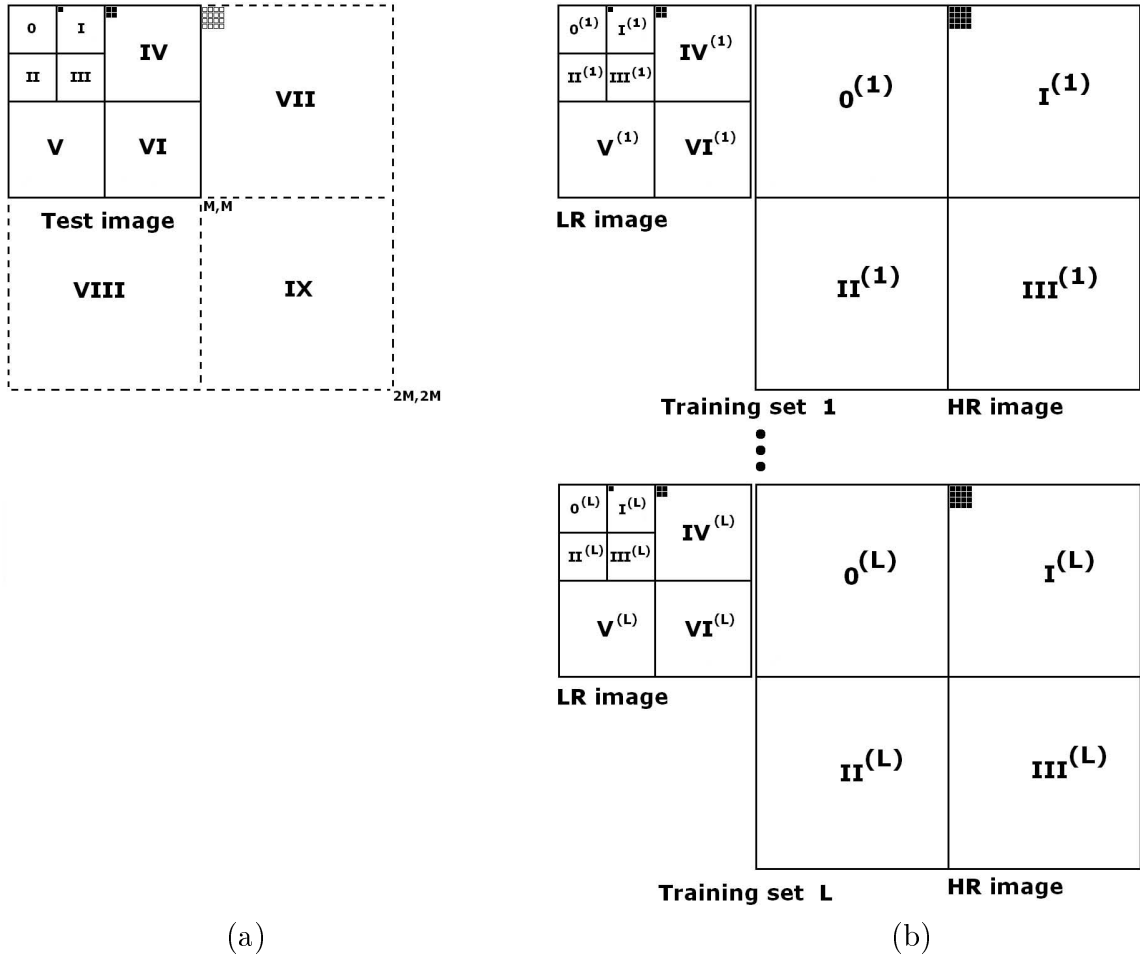 0 I IV
II III
VII
V VI
Test image
M,M
VIII IX
2M,2M
(a)
0(1) I(1) IV(1)
II(1) III(1)
V(1) VI(1)
LR image
0(1) I(1)
II(1) III(1)
Training set 1 HR image
0(L) I(L) IV(L)
II(L) III(L)
V(L) VI(L)
LR image
0(L) I(L)
II(L) III(L)
Training set L HR image
(b)